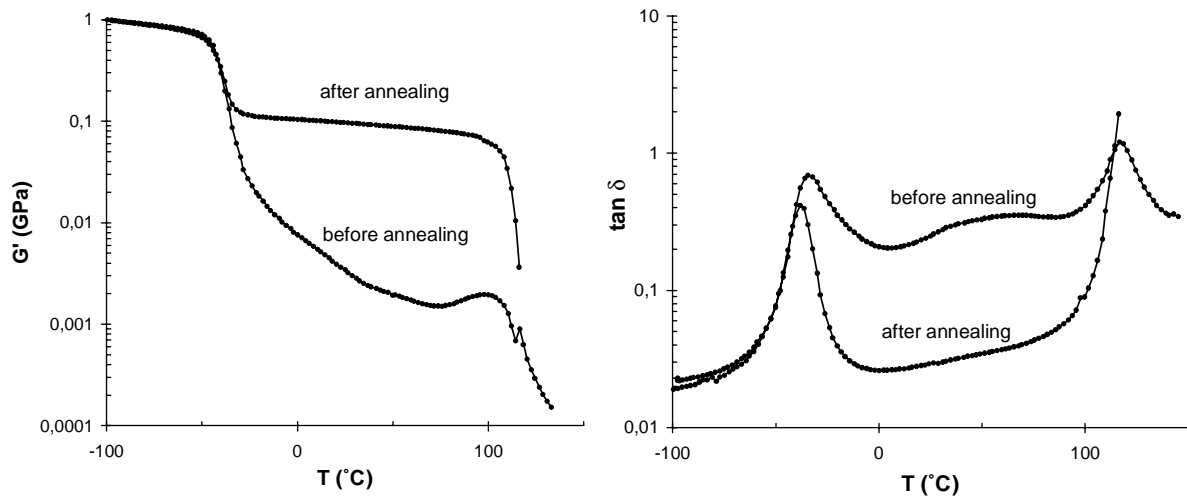 1
0,1
0,01
0,001
0,0001
-100
0
100
G' (GPa)
T (˚C)
after annealing
before annealing
10
1
0,1
0,01
-100
0
100
tan δ
T (˚C)
before annealing
after annealing